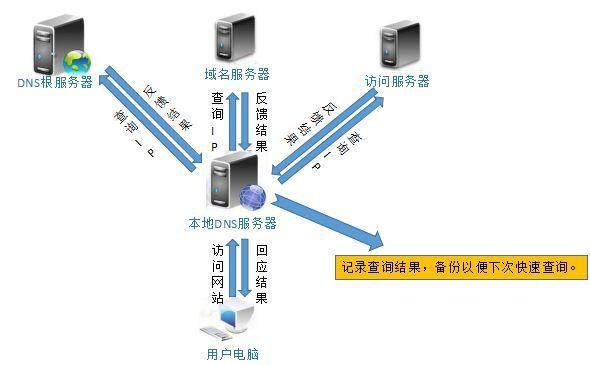 DNS根服务器
域名服务器
访问服务器
反馈结果
查询IP
查询IP
反馈结果
反馈结果
查询IP
本地DNS服务器
访问网站
回应结果
记录查询结果，备份以便下次快速查询。
用户电脑